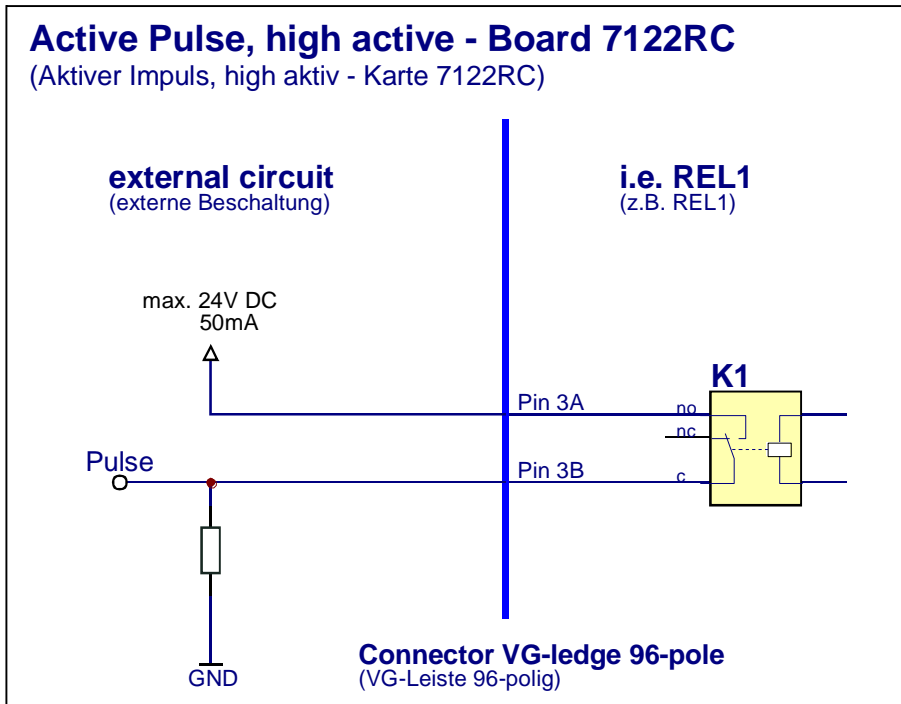 Active Pulse, high active - Board 7122RC
(Aktiver Impuls, high aktiv - Karte 7122RC)
external circuit
(externe Beschaltung)
i.e. REL1
(z.B. REL1)
max. 24V DC
50mA
K1
Pin 3A
no
nc
Pulse
Pin 3B
c
GND
Connector VG-ledge 96-pole
(VG-Leiste 96-polig)